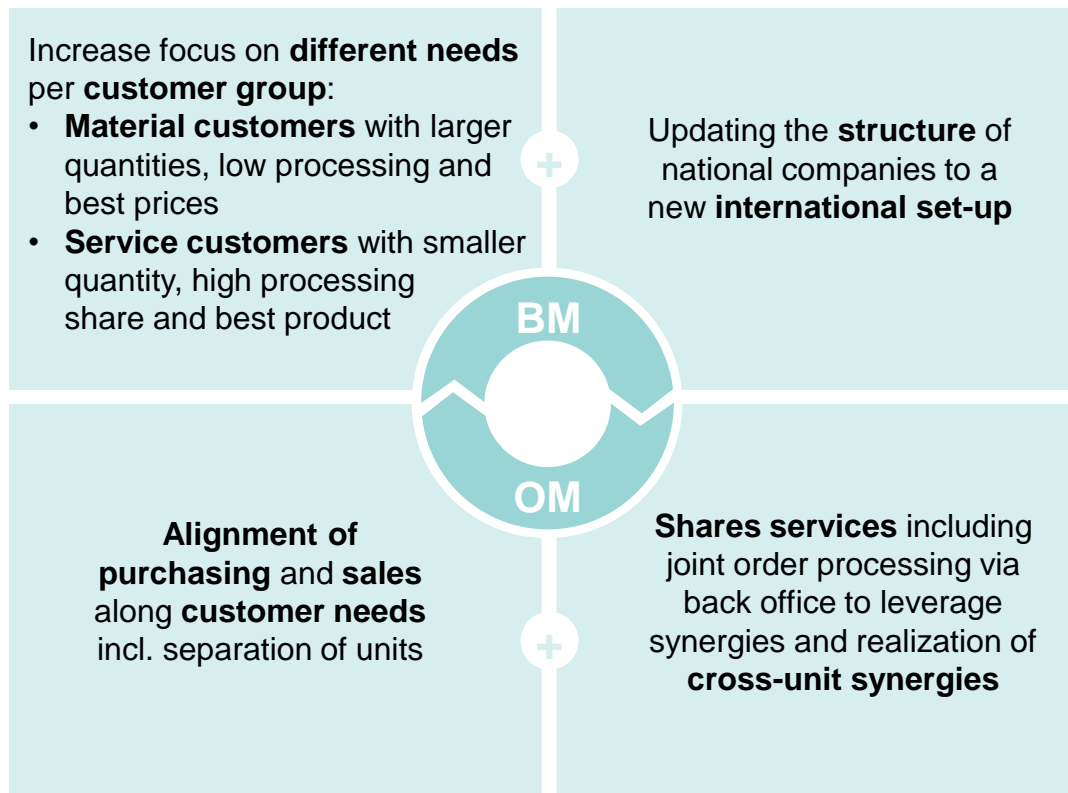 Increase focus on different needs
per customer group:
• Material customers with larger
quantities, low processing and
best prices
• Service customers with smaller
quantity, high processing
share and best product
+
Updating the structure of
national companies to a
new international set-up
BM
OM
Alignment of
purchasing and sales
along customer needs
incl. separation of units
+
Shares services including
joint order processing via
back office to leverage
synergies and realization of
cross-unit synergies